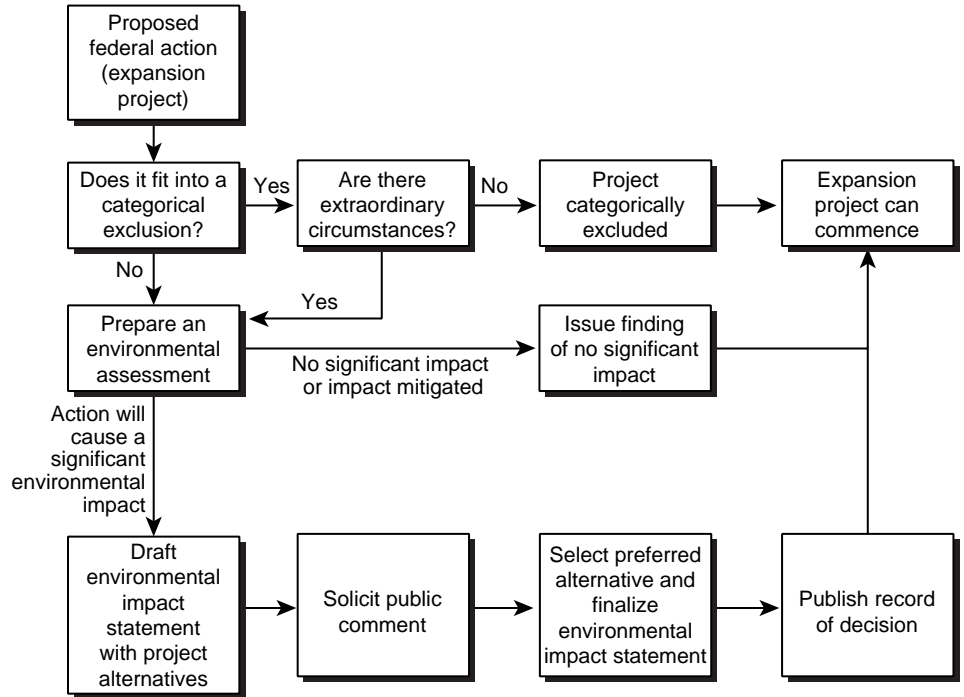 Proposed
federal action
(expansion
project)
Does it fit into a
categorical
exclusion?
Yes
Are there
extraordinary
circumstances?
No
Project
categorically
excluded
Expansion
project can
commence
No
Yes
Prepare an
environmental
assessment
No significant impact
or impact mitigated
Issue finding
of no significant
impact
Action will
cause a
significant
environmental
impact
Draft
environmental
impact
statement
with project
alternatives
Solicit public
comment
Select preferred
alternative and
finalize
environmental
impact statement
Publish record
of decision